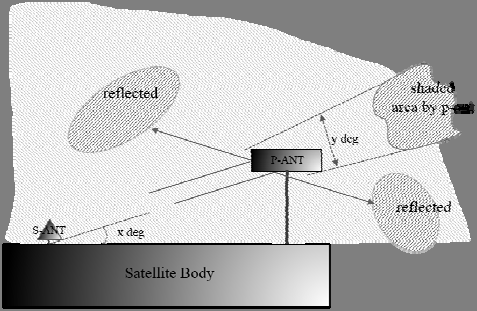 reflected
shaded
area by
y deg
P-ANT
reflected
S-ANT
x deg
Satellite Body